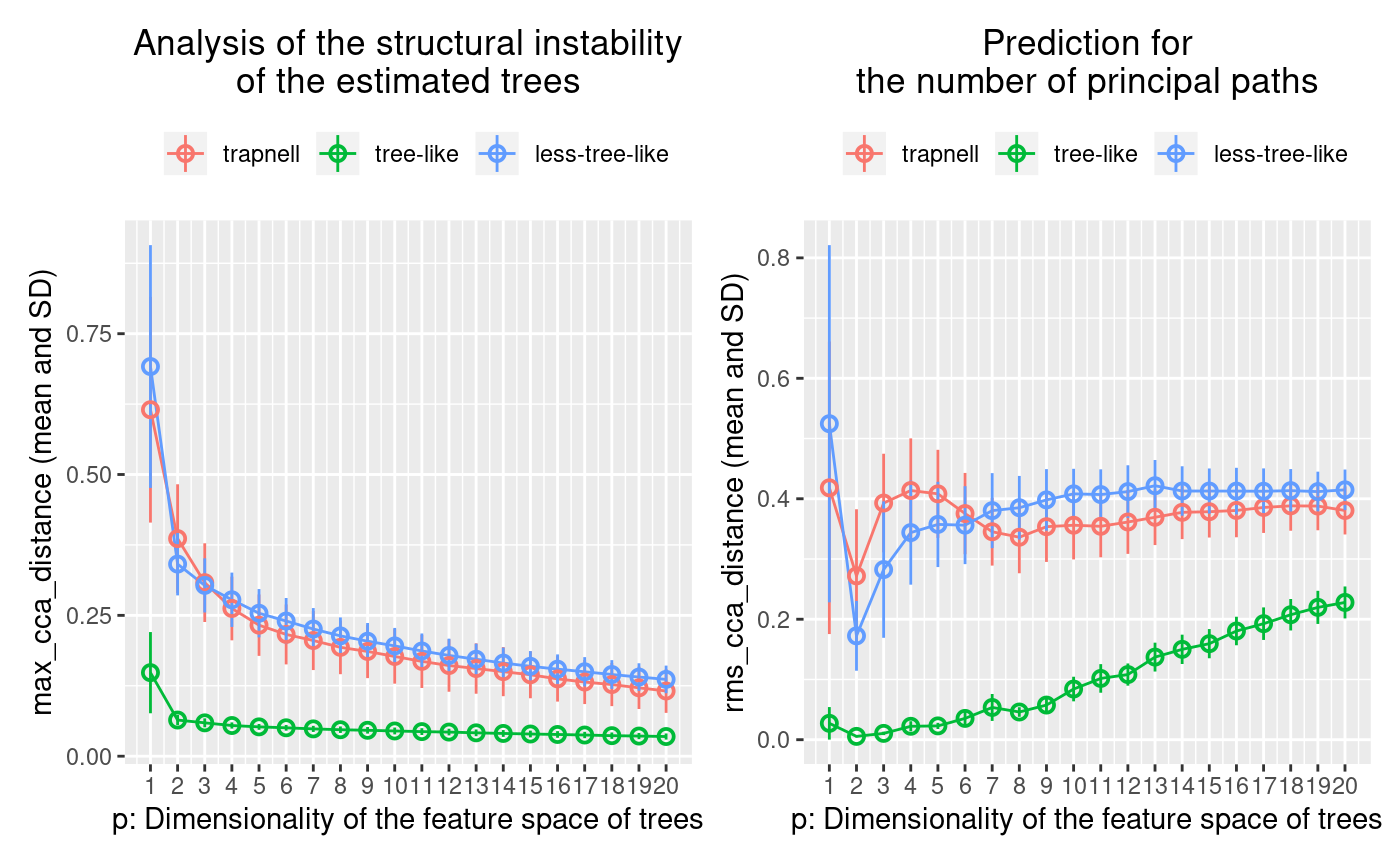 Analysis of the structural instability
of the estimated trees
trapnell tree-like less-tree-like
max_cca_distance (mean and SD)
0.75
0.50
0.25
0.00
1 2 3 4 5 6 7 8 9 10 11 12 13 14 15 16 17 18 19 20
p: Dimensionality of the feature space of trees
Prediction for
the number of principal paths
trapnell tree-like less-tree-like
rms_cca_distance (mean and SD)
0.8
0.6
0.4
0.2
0.0
1 2 3 4 5 6 7 8 9 10 11 12 13 14 15 16 17 18 19 20
p: Dimensionality of the feature space of trees